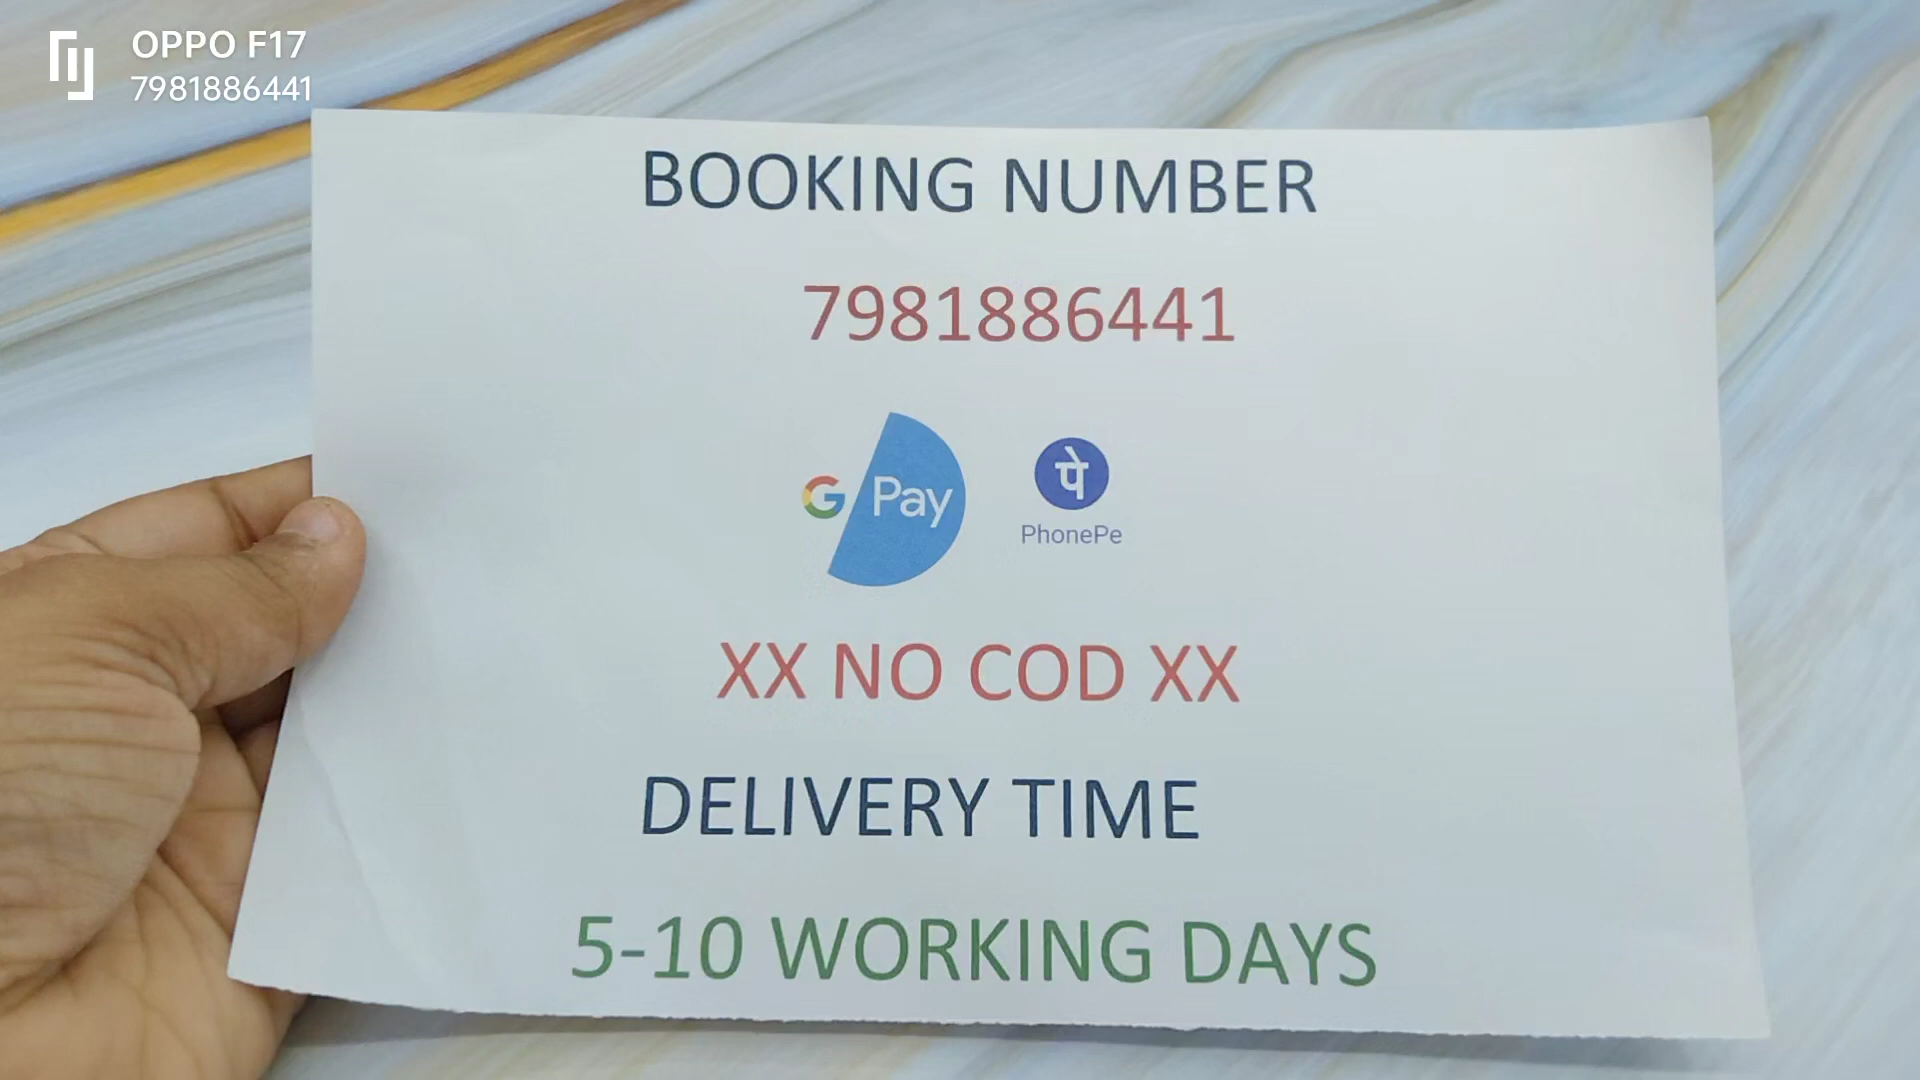 OPPO F17
7981886441
BOOKING NUMBER
7981886441
G Pay
पे
PhonePe
XX NO COD XX
DELIVERY TIME
5-10 WORKING DAYS